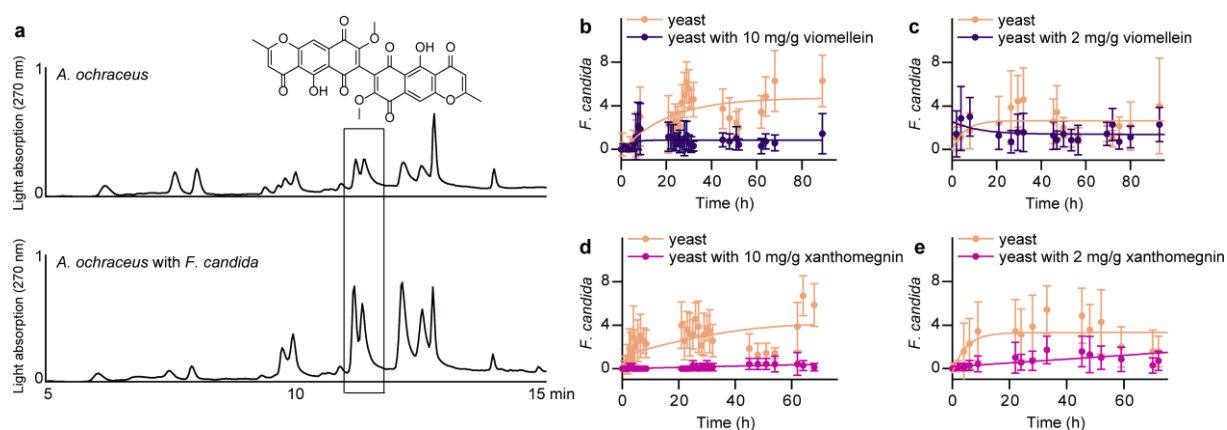 a
O
O
O
O
O
OH
O
O
O
O
OH
O
O
O
O
Light absorption (270 nm)
1
0
A. ochraceus
Light absorption (270 nm)
1
0
A. ochraceus with F. candida
5
10
15 min
b
yeast
yeast with 10 mg/g viomellein
F. candida
8
4
0
0
20
40
60
80
Time (h)
c
yeast
yeast with 2 mg/g viomellein
F. candida
8
4
0
0
20
40
60
80
Time (h)
d
yeast
yeast with 10 mg/g xanthomegnin
F. candida
8
4
0
0
20
40
60
Time (h)
e
yeast
yeast with 2 mg/g xanthomegnin
F. candida
8
4
0
0
20
40
60
Time (h)